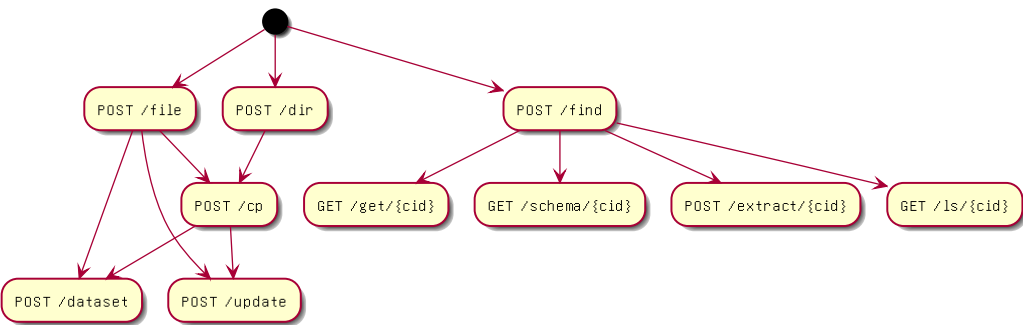 POST /file
POST /dir
POST /find
POST /cp
GET /get/{cid}
GET /schema/{cid}
POST /extract/{cid}
GET /ls/{cid}
POST /dataset
POST /update